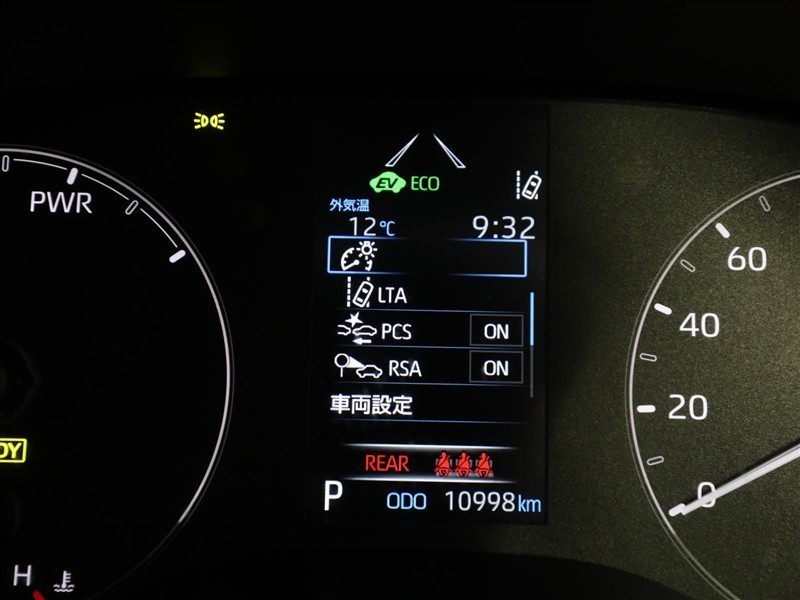 PWR
EV ECO
外気温
12℃ 9:32
LTA
PCS ON
RSA ON
車両設定
REAR
P ODO 10998km
60
40
20
0
DY
H